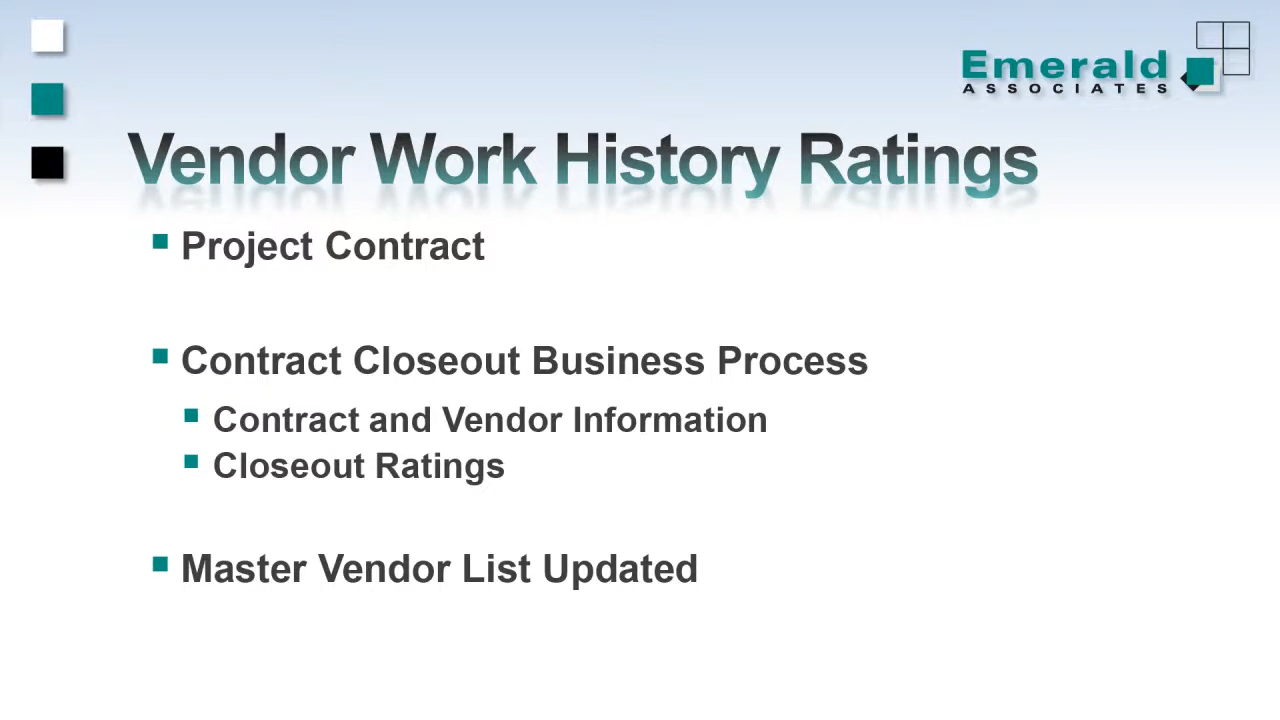 Emerald
ASSOCIATES
Vendor Work History Ratings
Project Contract
Contract Closeout Business Process
Contract and Vendor Information
Closeout Ratings
Master Vendor List Updated